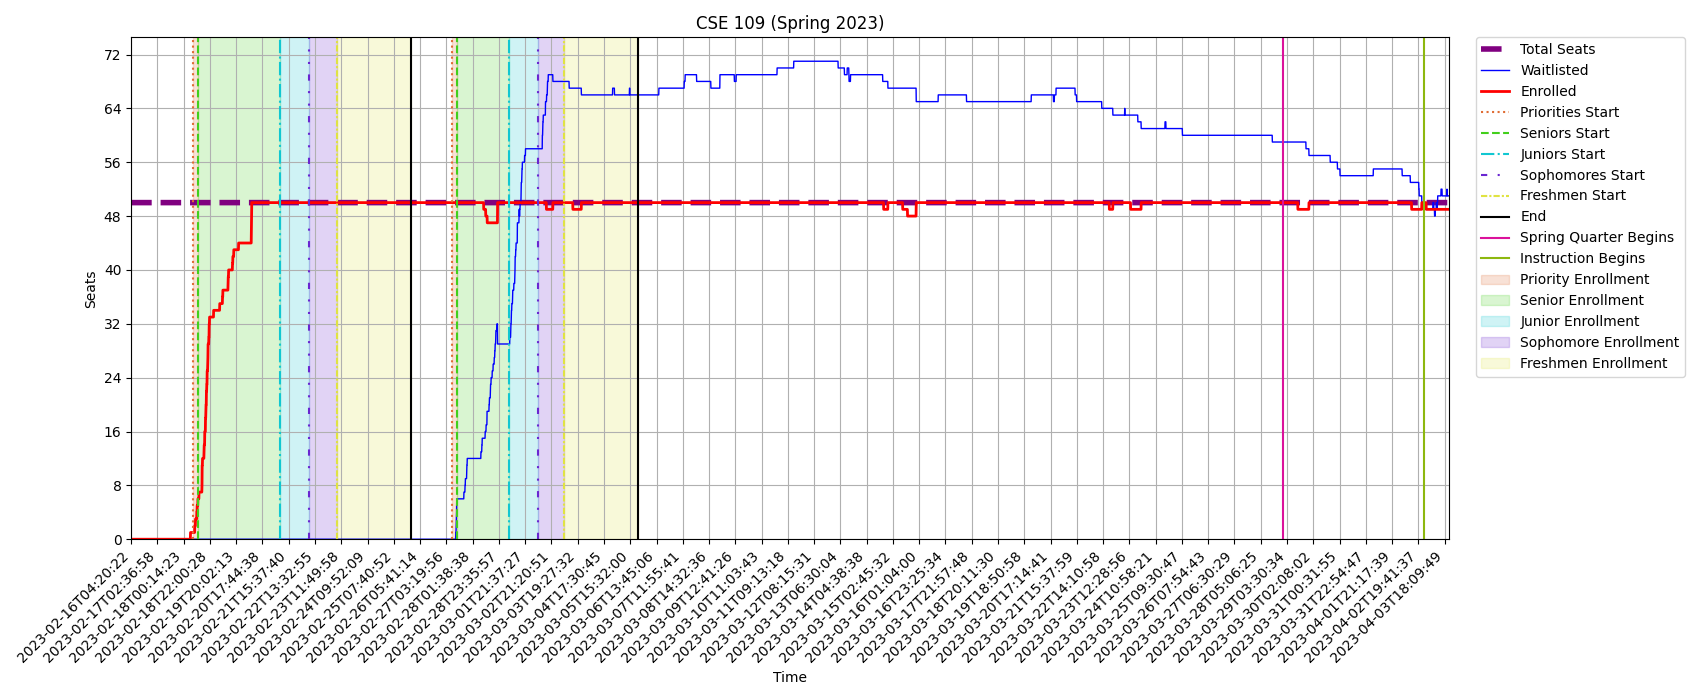 CSE 109 (Spring 2023)
72
64
56
48
40
32
24
16
8
0
Seats
2023-02-16T04:20:22
2023-02-17T02:36:58
2023-02-18T00:14:23
2023-02-18T22:00:28
2023-02-19T20:02:13
2023-02-20T17:44:38
2023-02-21T15:37:40
2023-02-22T13:32:55
2023-02-23T11:49:58
2023-02-24T09:52:09
2023-02-25T07:40:52
2023-02-26T05:41:14
2023-02-27T03:19:56
2023-02-28T01:38:38
2023-02-28T23:35:57
2023-03-01T21:37:27
2023-03-02T21:20:51
2023-03-03T19:27:32
2023-03-04T17:30:45
2023-03-05T15:32:00
2023-03-06T13:45:06
2023-03-07T11:55:41
2023-03-08T14:32:36
2023-03-09T12:41:26
2023-03-10T11:03:43
2023-03-11T09:13:18
2023-03-12T08:15:31
2023-03-13T06:30:04
2023-03-14T04:38:38
2023-03-15T02:45:32
2023-03-16T01:04:00
2023-03-16T23:25:34
2023-03-17T21:57:48
2023-03-18T20:11:30
2023-03-19T18:50:58
2023-03-20T17:14:41
2023-03-21T15:37:59
2023-03-22T14:10:58
2023-03-23T12:28:56
2023-03-24T10:58:21
2023-03-25T09:30:47
2023-03-26T07:54:43
2023-03-27T06:30:29
2023-03-28T05:06:25
2023-03-29T03:30:34
2023-03-30T02:08:02
2023-03-31T00:31:55
2023-03-31T22:54:47
2023-04-01T21:17:39
2023-04-02T19:41:37
2023-04-03T18:09:49
Time
Total Seats
Waitlisted
Enrolled
Priorities Start
Seniors Start
Juniors Start
Sophomores Start
Freshmen Start
End
Spring Quarter Begins
Instruction Begins
Priority Enrollment
Senior Enrollment
Junior Enrollment
Sophomore Enrollment
Freshmen Enrollment